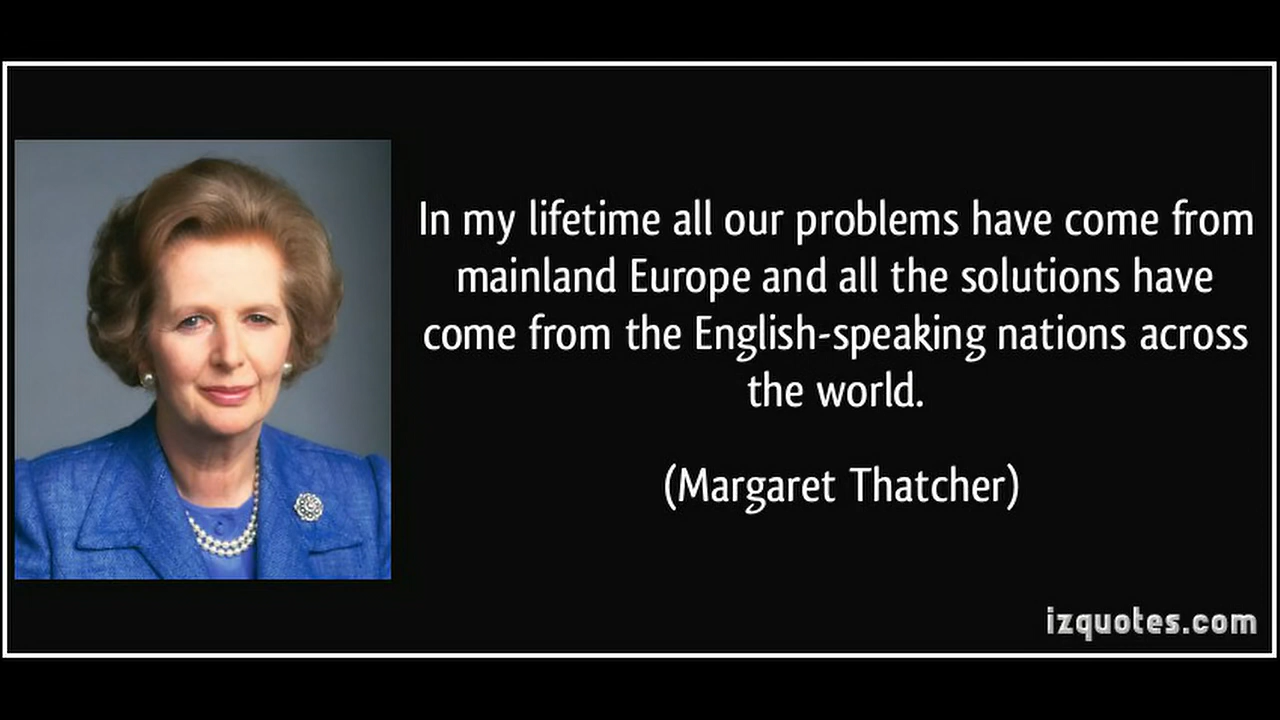 In my lifetime all our problems have come from
mainland Europe and all the solutions have
come from the English-speaking nations across
the world.
(Margaret Thatcher)
izquotes.com